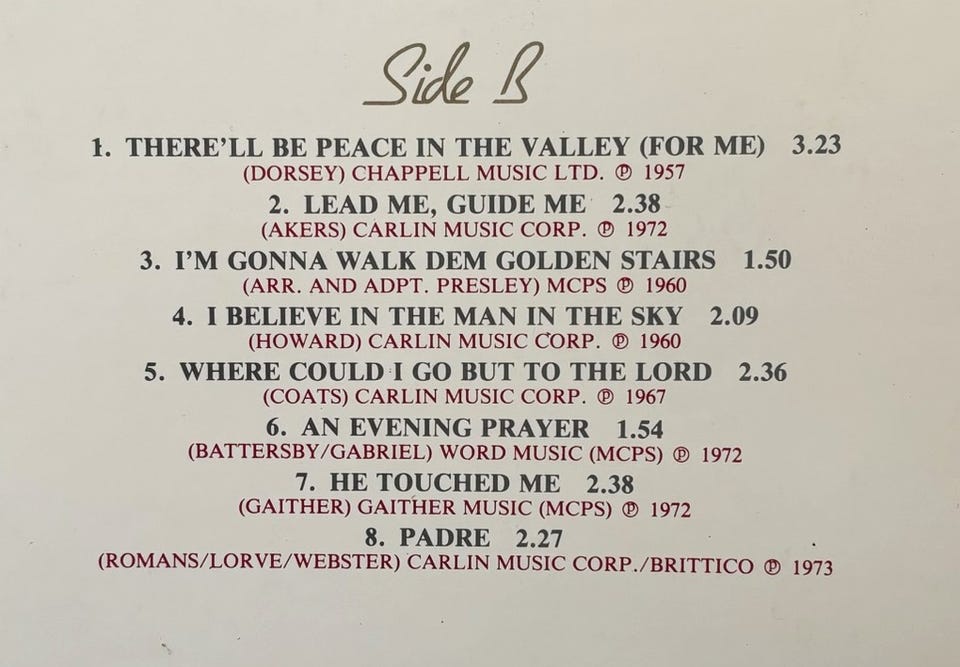 Side B
1. THERE'LL BE PEACE IN THE VALLEY (FOR ME) 3.23
(DORSEY) CHAPPELL MUSIC LTD. ℗ 1957
2. LEAD ME, GUIDE ME 2.38
(AKERS) CARLIN MUSIC CORP. ℗ 1972
3. I'M GONNA WALK DEM GOLDEN STAIRS 1.50
(ARR. AND ADPT. PRESLEY) MCPS ℗ 1960
4. I BELIEVE IN THE MAN IN THE SKY 2.09
(HOWARD) CARLIN MUSIC CORP. ℗ 1960
5. WHERE COULD I GO BUT TO THE LORD 2.36
(COATS) CARLIN MUSIC CORP. ℗ 1967
6. AN EVENING PRAYER 1.54
(BATTERSBY/GABRIEL) WORD MUSIC (MCPS) ℗ 1972
7. HE TOUCHED ME 2.38
(GAITHER) GAITHER MUSIC (MCPS) ℗ 1972
8. PADRE 2.27
(ROMANS/LORVE/WEBSTER) CARLIN MUSIC CORP./BRITTICO ℗ 1973